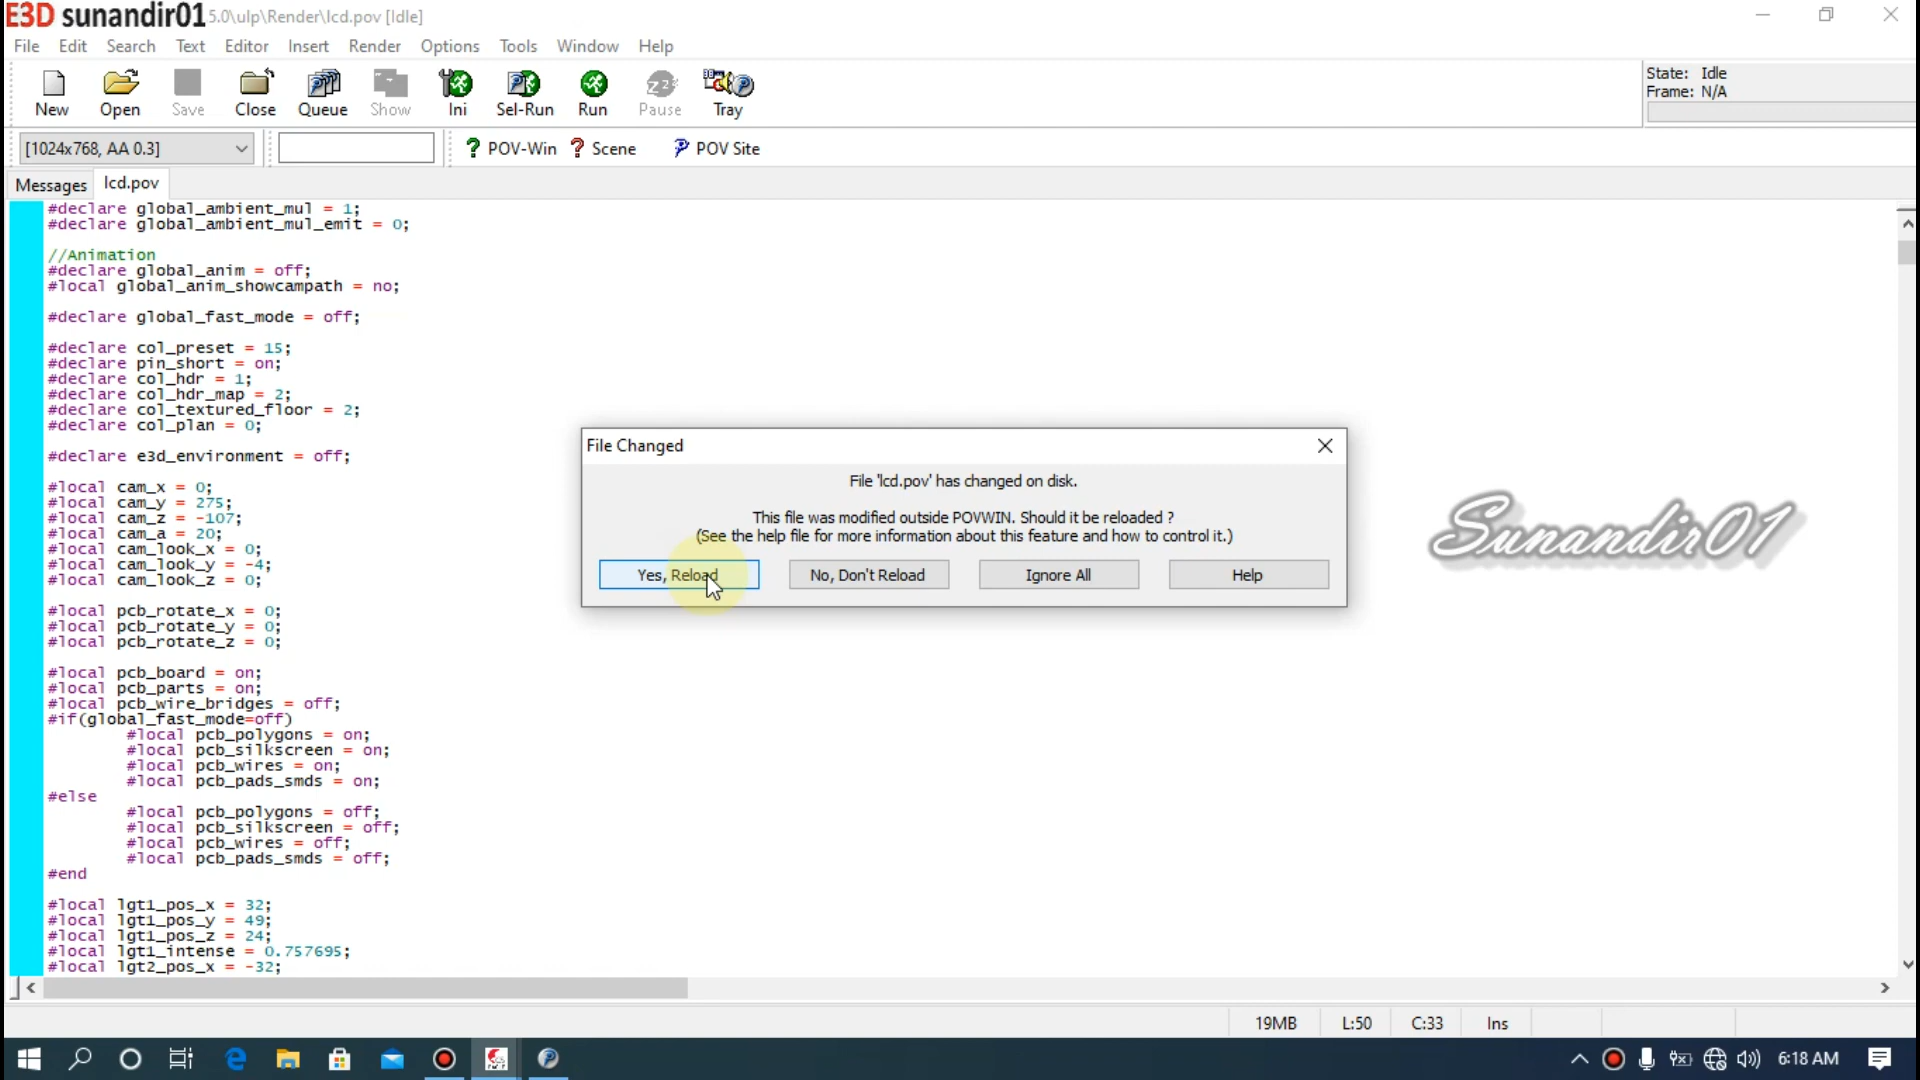 E3D sunandir01 5.0\ulp\Render\lcd.pov [Idle]
File Edit Search Text Editor Insert Render Options Tools Window Help
New Open Save Close Queue Show Ini Sel-Run Run Pause Tray
State: Idle
Frame: N/A
[1024x768, AA 0.3] POV-Win Scene POV Site
Messages lcd.pov
#declare global_ambient_mul = 1;
#declare global_ambient_mul_emit = 0;
//Animation
#declare global_anim = off;
#local global_anim_showcampath = no;
#declare global_fast_mode = off;
#declare col_preset = 15;
#declare pin_short = on;
#declare col_hdr = 1;
#declare col_hdr_map = 2;
#declare col_textured_floor = 2;
#declare col_plan = 0;
#declare e3d_environment = off;
#local cam_x = 0;
#local cam_y = 275;
#local cam_z = -107;
#local cam_a = 20;
#local cam_look_x = 0;
#local cam_look_y = -4;
#local cam_look_z = 0;
#local pcb_rotate_x = 0;
#local pcb_rotate_y = 0;
#local pcb_rotate_z = 0;
#local pcb_board = on;
#local pcb_parts = on;
#local pcb_wire_bridges = off;
#if(global_fast_mode=off)
#local pcb_polygons = on;
#local pcb_silkscreen = on;
#local pcb_wires = on;
#local pcb_pads_smds = on;
#else
#local pcb_polygons = off;
#local pcb_silkscreen = off;
#local pcb_wires = off;
#local pcb_pads_smds = off;
#end
#local lgt1_pos_x = 32;
#local lgt1_pos_y = 49;
#local lgt1_pos_z = 24;
#local lgt1_intense = 0.757695;
#local lgt2_pos_x = -32;
File Changed
File 'lcd.pov' has changed on disk.
This file was modified outside POVWIN. Should it be reloaded ?
(See the help file for more information about this feature and how to control it.)
Yes, Reload No, Don't Reload Ignore All Help
Sunandir01
19MB L:50 C:33 Ins
6:18 AM